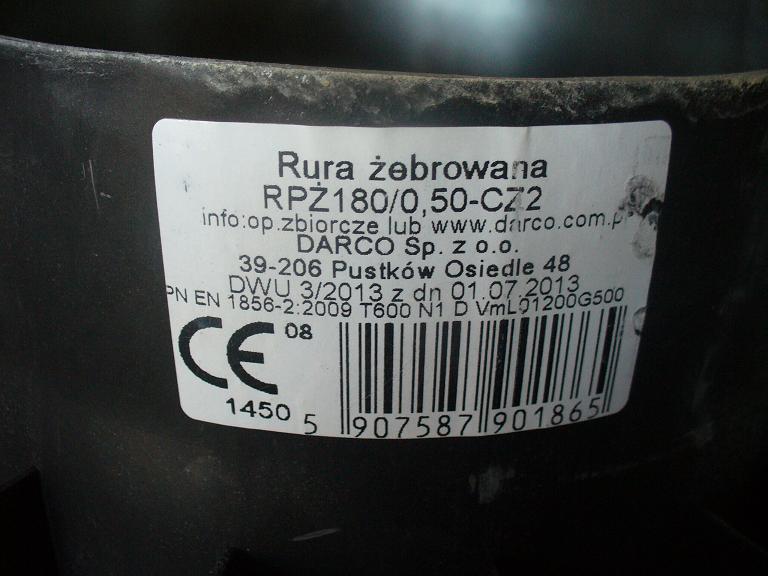 Rura żebrowana
RPŻ180/0,50-CZ2
info:op.zbiorcze lub www.darco.com.pl
DARCO Sp. z o.o.
39-206 Pustków Osiedle 48
DWU 3/2013 z dn 01.07.2013
PN EN 1856-2:2009 T600 N1 D VmL01200G500
CE 08
1450
5 907587 901865